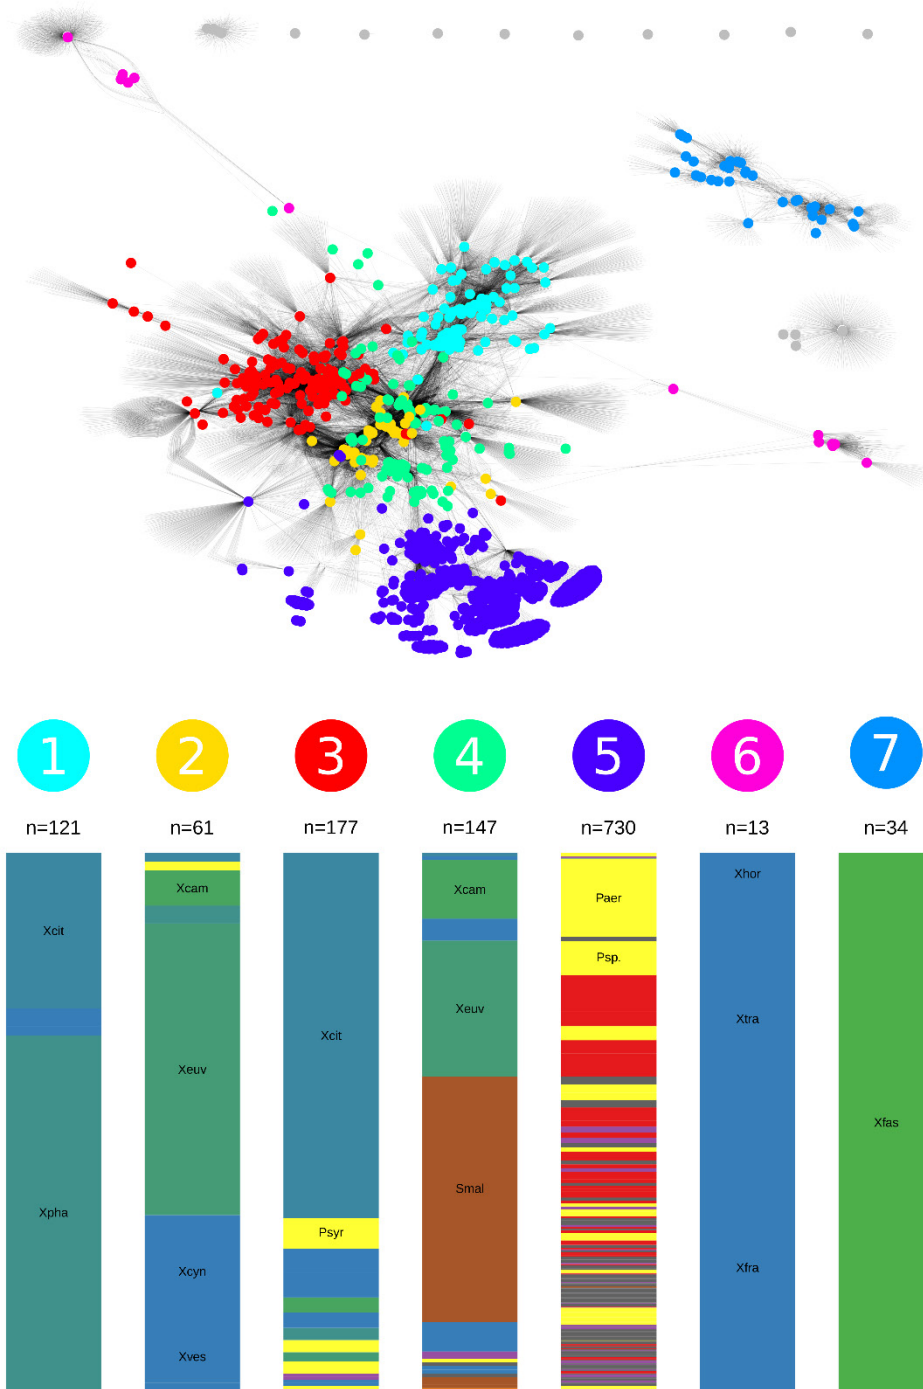 1 2 3 4 5 6 7
n=121 n=61 n=177 n=147 n=730 n=13 n=34
Xcit
Xpha
Xcam
Xeuv
Xcyn
Xves
Xcit
Psyr
Xcam
Xeuv
Smal
Paer
Psp.
Xhor
Xtra
Xfra
Xfas